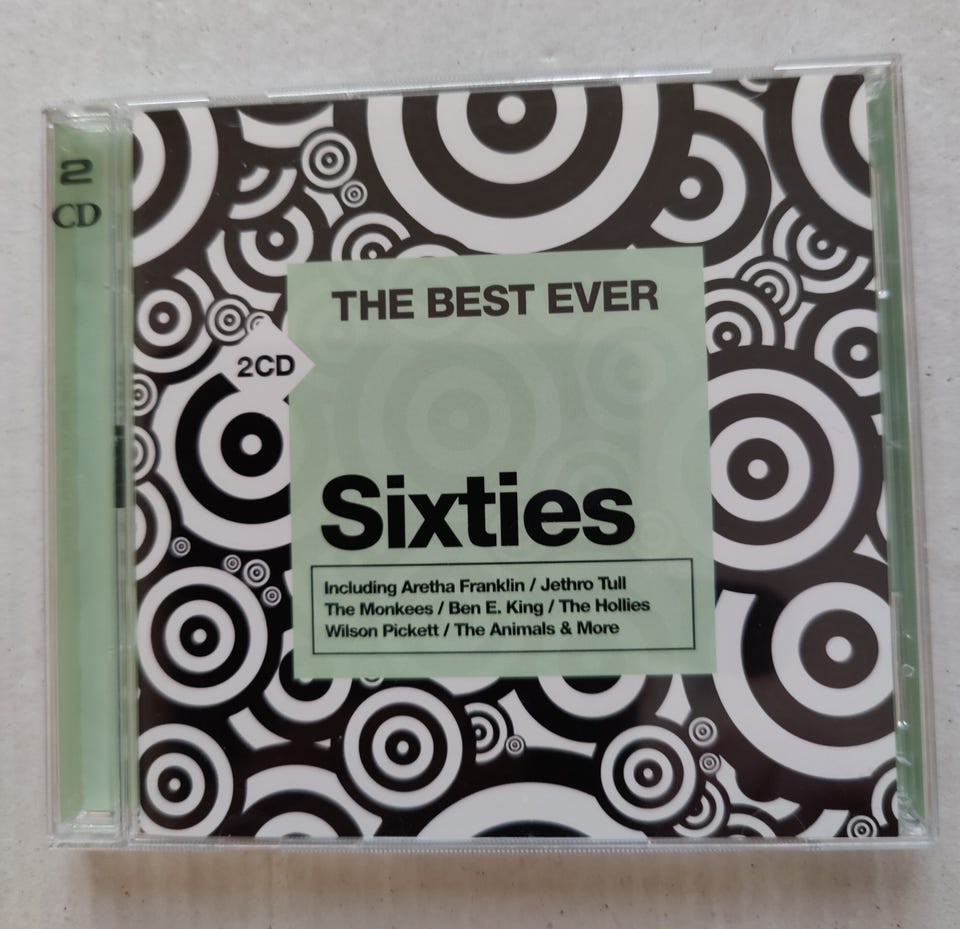 2
CD
THE BEST EVER
2CD
Sixties
Including Aretha Franklin / Jethro Tull
The Monkees / Ben E. King / The Hollies
Wilson Pickett / The Animals & More